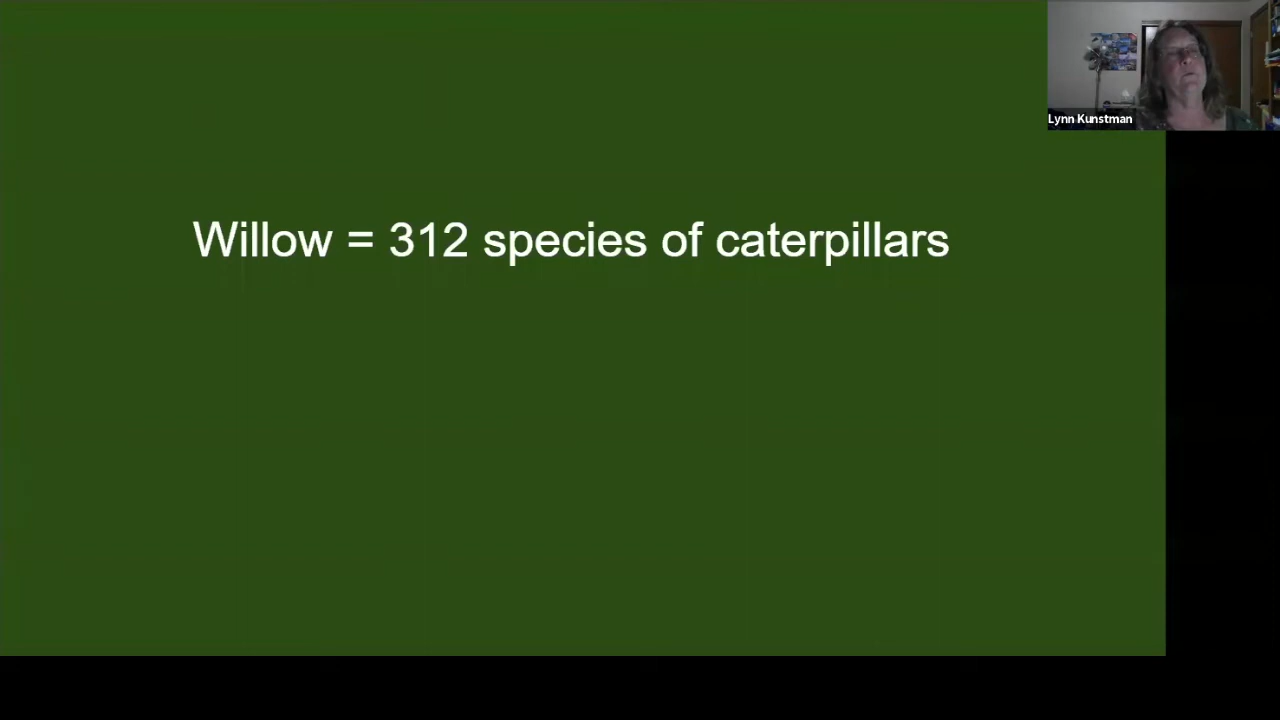 Lynn Kunstman
Willow = 312 species of caterpillars